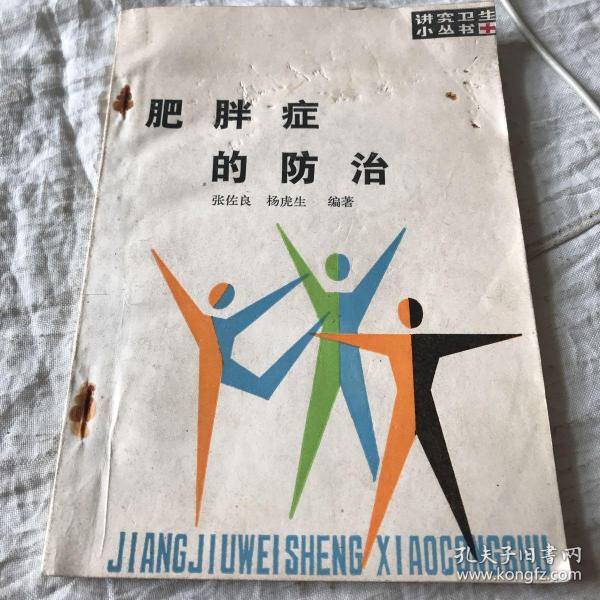 讲究卫生
小丛书
肥胖症
的防治
张佐良 杨虎生 编著
JIANGJIUWEISHENG XIAOCONGSHU
孔夫子旧书网
www.kongfz.com